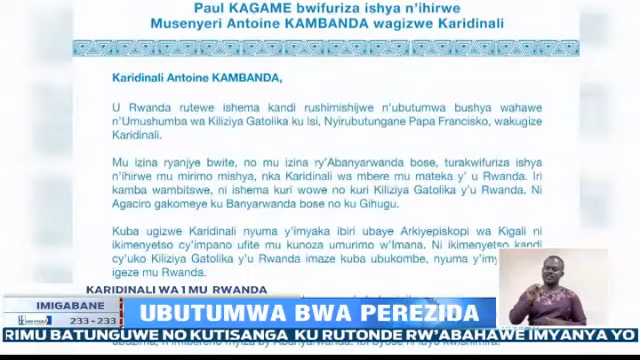 Paul KAGAME bwifuriza ishya n'ihirwe
Musenyeri Antoine KAMBANDA wagizwe Karidinali
Karidinali Antoine KAMBANDA,
U Rwanda rutewe ishema kandi rushimishijwe n'ubutumwa bushya wahawe
n'Umushumba wa Kiliziya Gatolika ku Isi, Nyirubutungane Papa Francisko, wakugize
Karidinali.
Mu izina ryanjye bwite, no mu izina ry'Abanyarwanda bose, turakwifuriza ishya
n'ihirwe mu mirimo mishya, nka Karidinali wa mbere mu mateka y' u Rwanda. Iri
kamba wambitswe, ni ishema kuri wowe no kuri Kiliziya Gatolika y'u Rwanda. Ni
Agaciro gakomeye ku Banyarwanda bose no ku Gihugu.
Kuba ugizwe Karidinali nyuma y'imyaka ibiri ubaye Arkiyepiskopi wa Kigali ni
ikimenyetso cy'impano ufite mu kunoza umurimo w'Imana. Ni ikimenyetso kandi
cy'uko Kiliziya Gatolika y'u Rwanda imaze kuba ubukombe, nyuma
igeze mu Rwanda.
KARIDINALI WA 1 MU RWANDA
IMIGABANE
233 - 233
UBUTUMWA BWA PEREZIDA
RIMU BATUNGUWE NO KUTISANGA KU RUTONDE RW'ABAHAWE IMYANYA YO